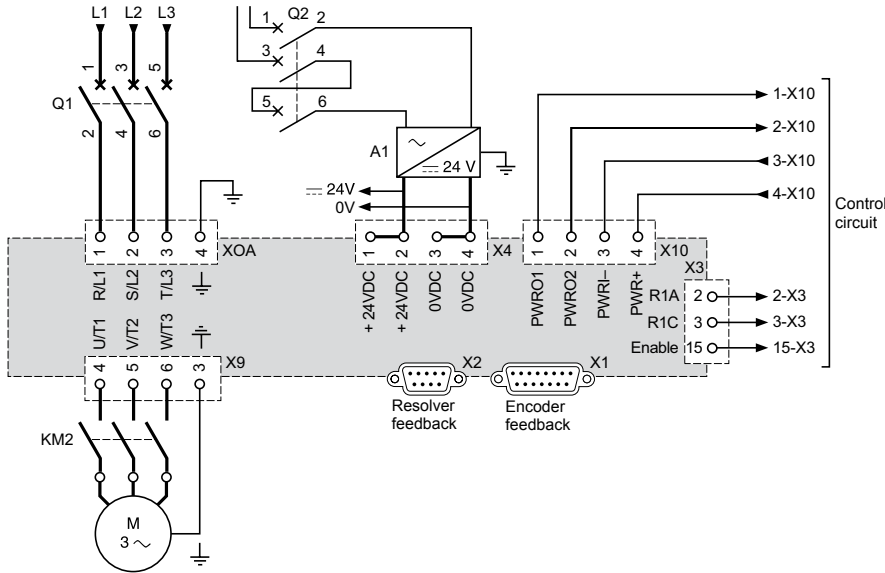 L1 L2 L3
1 3 5
Q1
2 4 6
1 Q2 2
3 4
5 6
A1
24 V
24V
0V
1-X10
2-X10
3-X10
4-X10
Control
circuit
1 2 3 4 XOA
R/L1 S/L2 T/L3
1 2 3 4 X4
+ 24VDC + 24VDC 0VDC 0VDC
1 2 3 4 X10
PWRO1 PWRO2 PWRI– PWR+
X3
R1A 2 2-X3
R1C 3 3-X3
Enable 15 15-X3
U/T1 V/T2 W/T3
4 5 6 3 X9
X2
Resolver
feedback
X1
Encoder
feedback
KM2
M
3